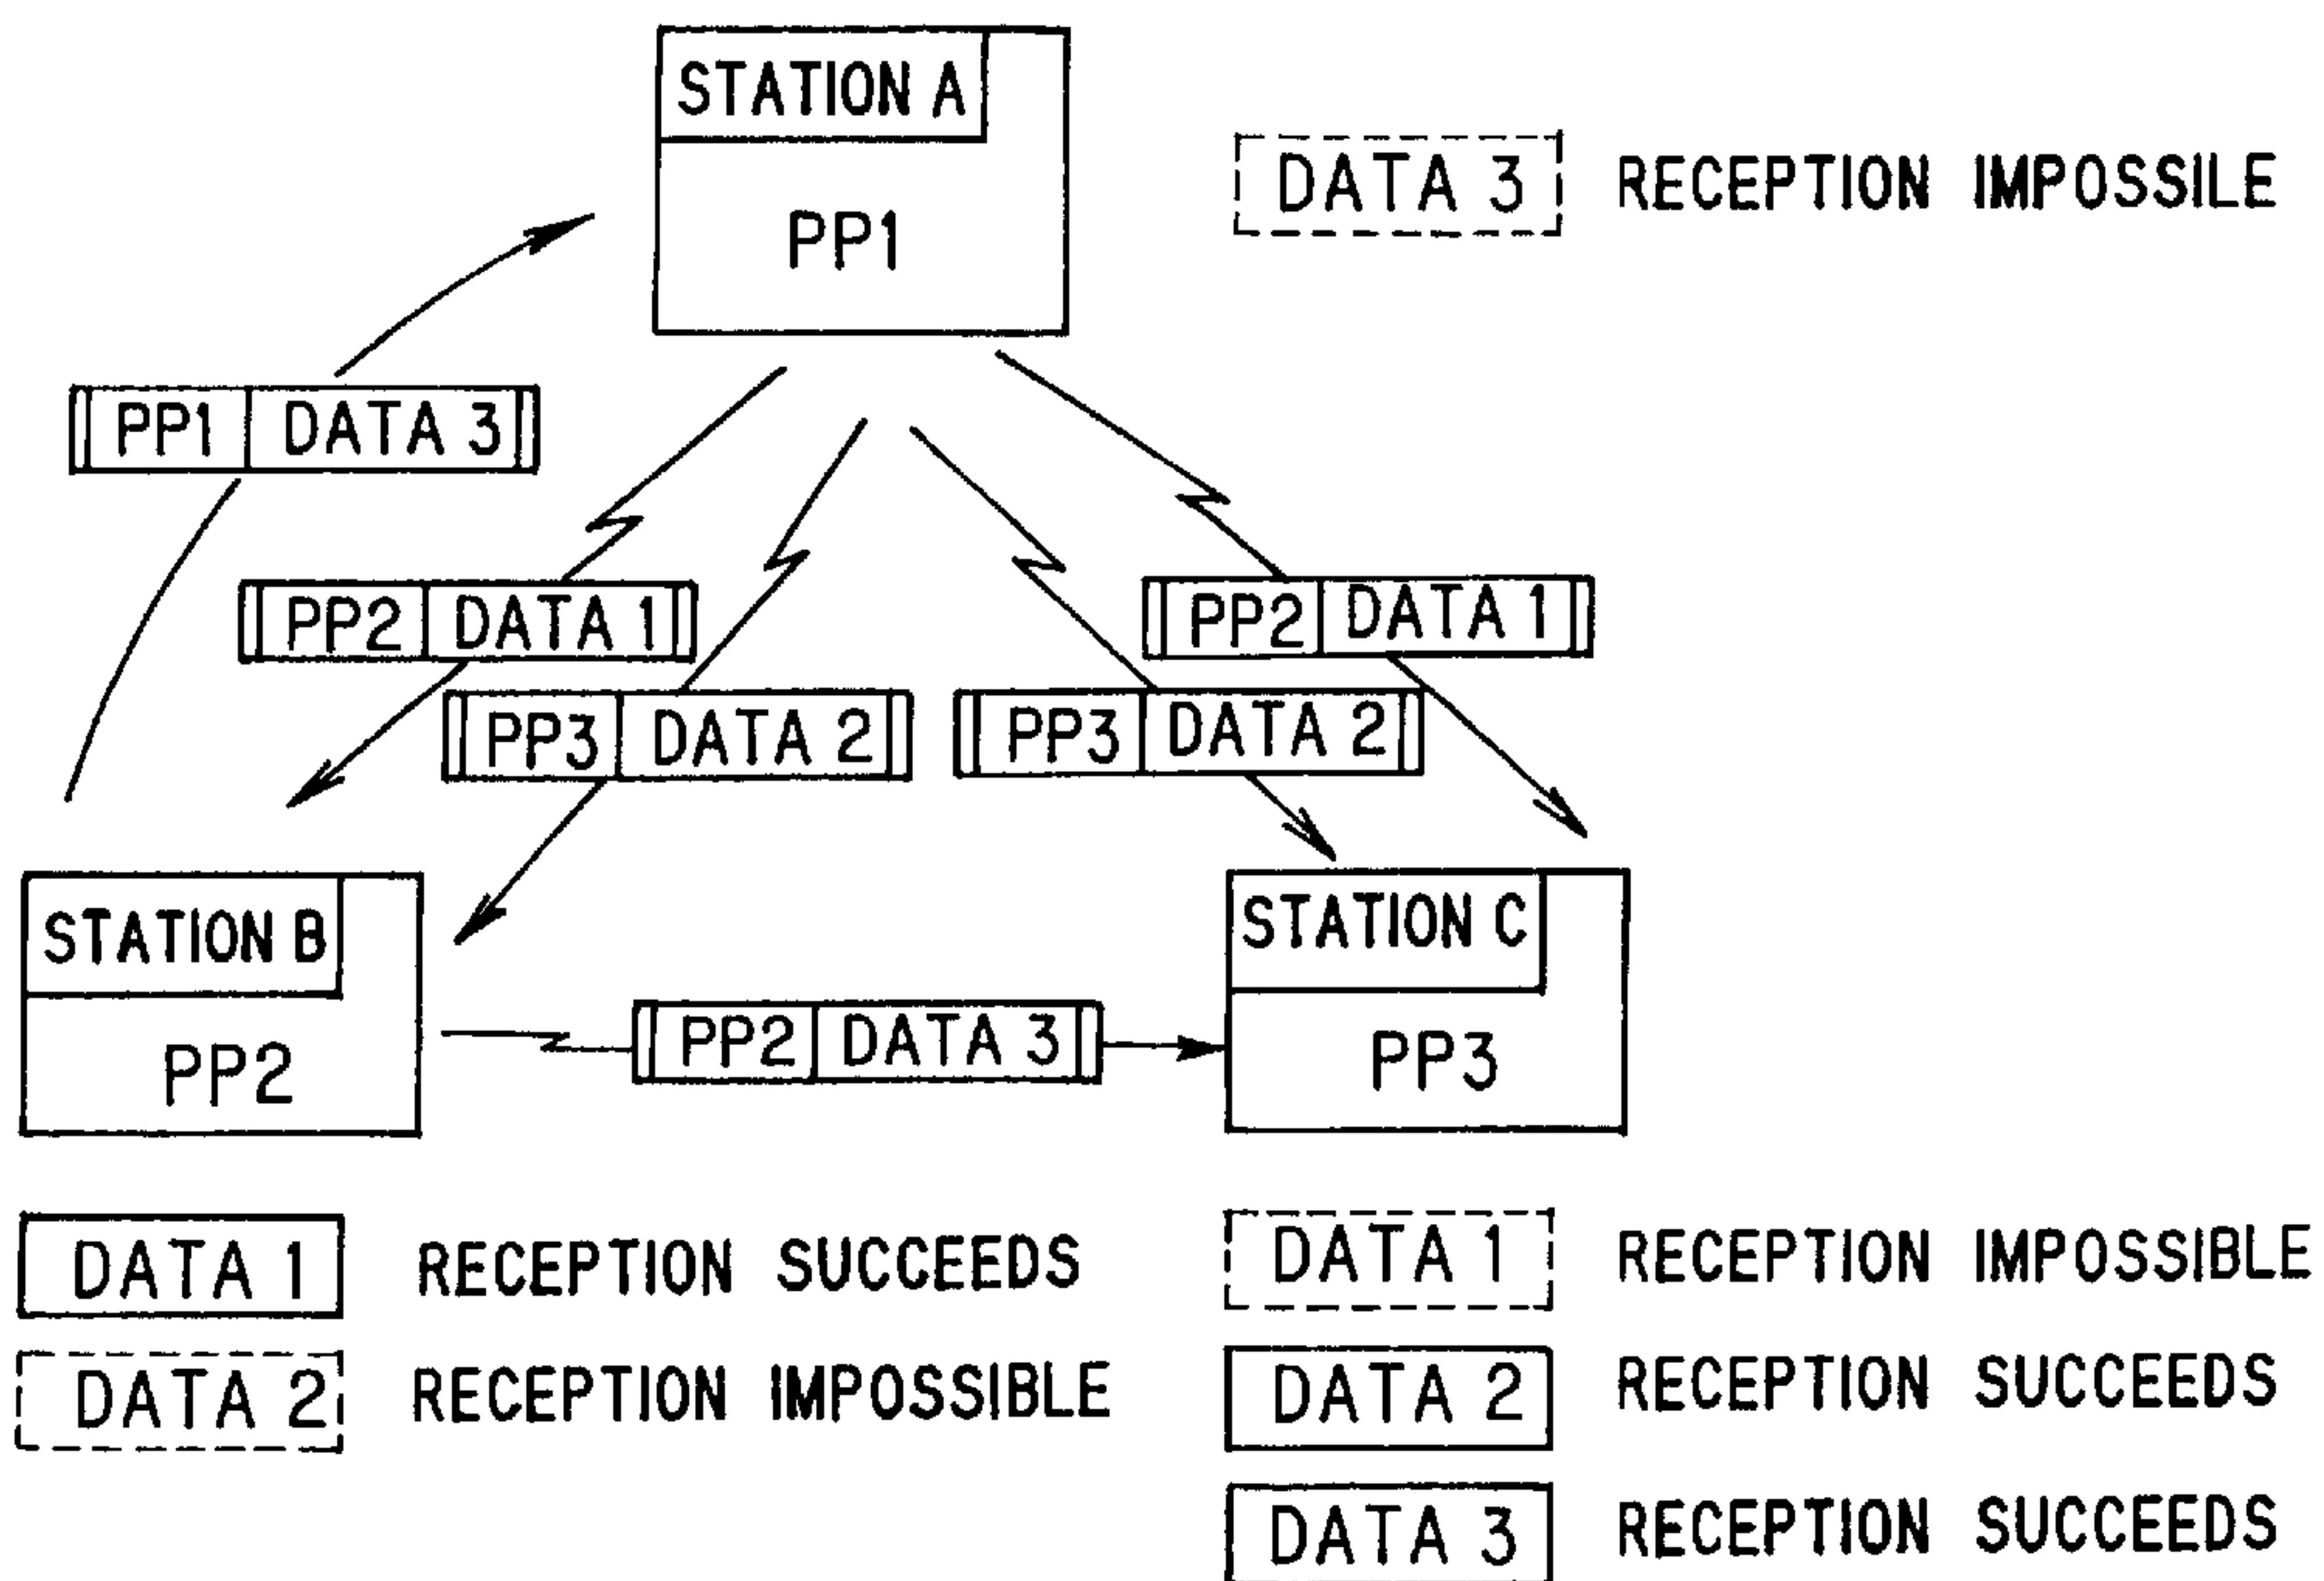 STATION A
PP1
DATA 3 RECEPTION IMPOSSILE
PP1 DATA 3
PP2 DATA 1
PP2 DATA 1
PP3 DATA 2
PP3 DATA 2
STATION B
PP2
PP2 DATA 3
STATION C
PP3
DATA 1 RECEPTION SUCCEEDS
DATA 2 RECEPTION IMPOSSIBLE
DATA 1 RECEPTION IMPOSSIBLE
DATA 2 RECEPTION SUCCEEDS
DATA 3 RECEPTION SUCCEEDS